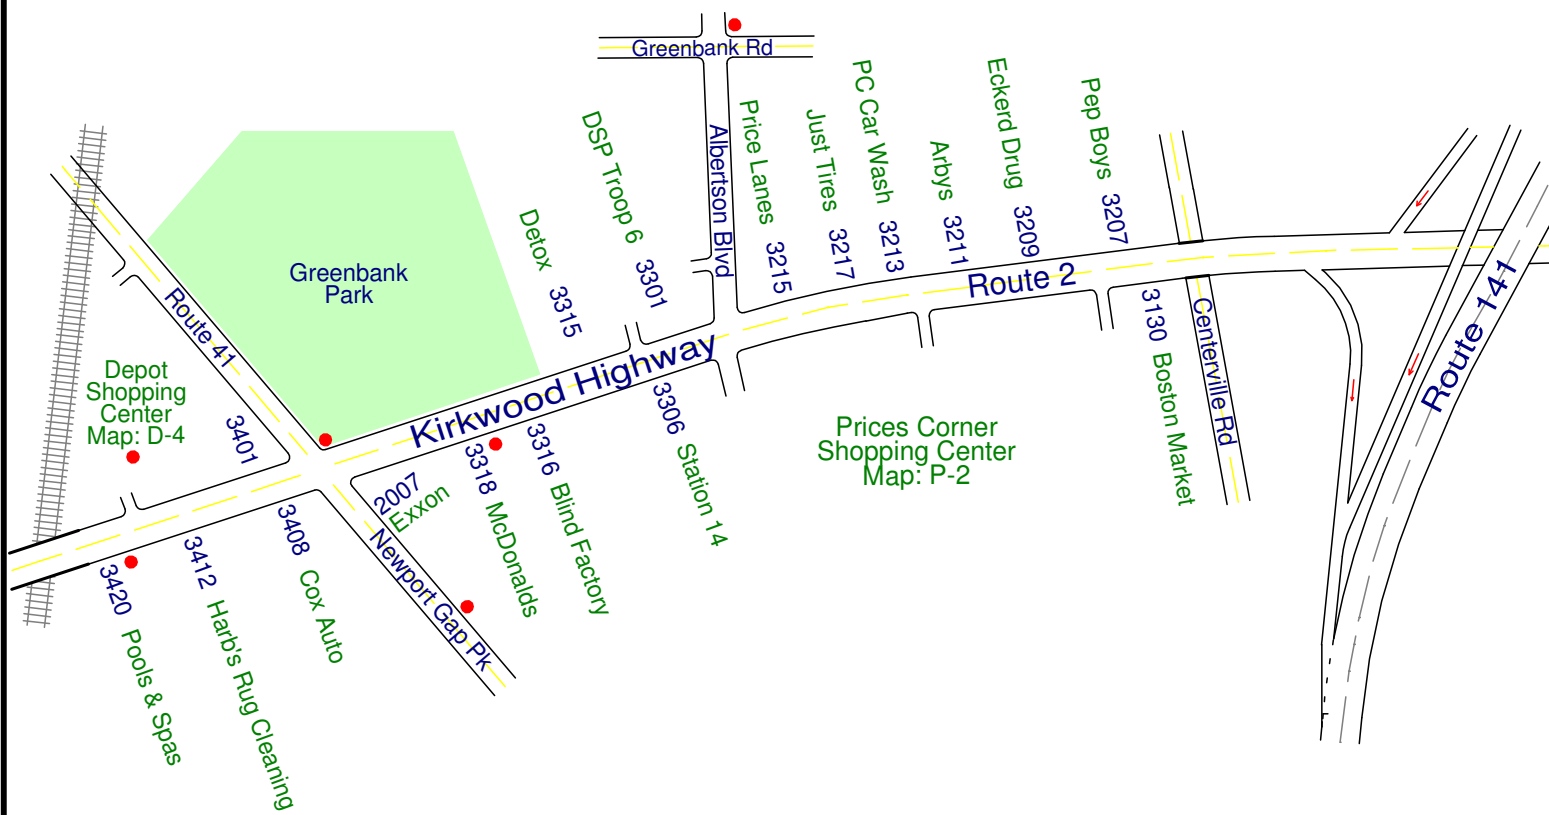 Greenbank Rd
Albertson Blvd
Price Lanes 3215
Just Tires 3217
PC Car Wash 3213
Arbys 3211
Eckerd Drug 3209
Pep Boys 3207
DSP Troop 6 3301
Detox 3315
Greenbank
Park
Route 41
Depot
Shopping
Center
Map: D-4
3401
Kirkwood Highway
Route 2
Route 141
Centerville Rd
3130 Boston Market
Prices Corner
Shopping Center
Map: P-2
3306 Station 14
3316 Blind Factory
3318 McDonalds
2007
Exxon
Newport Gap Pk
3408 Cox Auto
3412 Harb's Rug Cleaning
3420 Pools & Spas